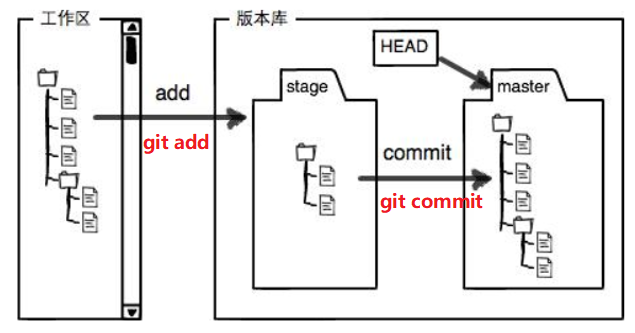 工作区
版本库
HEAD
stage
master
add
git add
commit
git commit